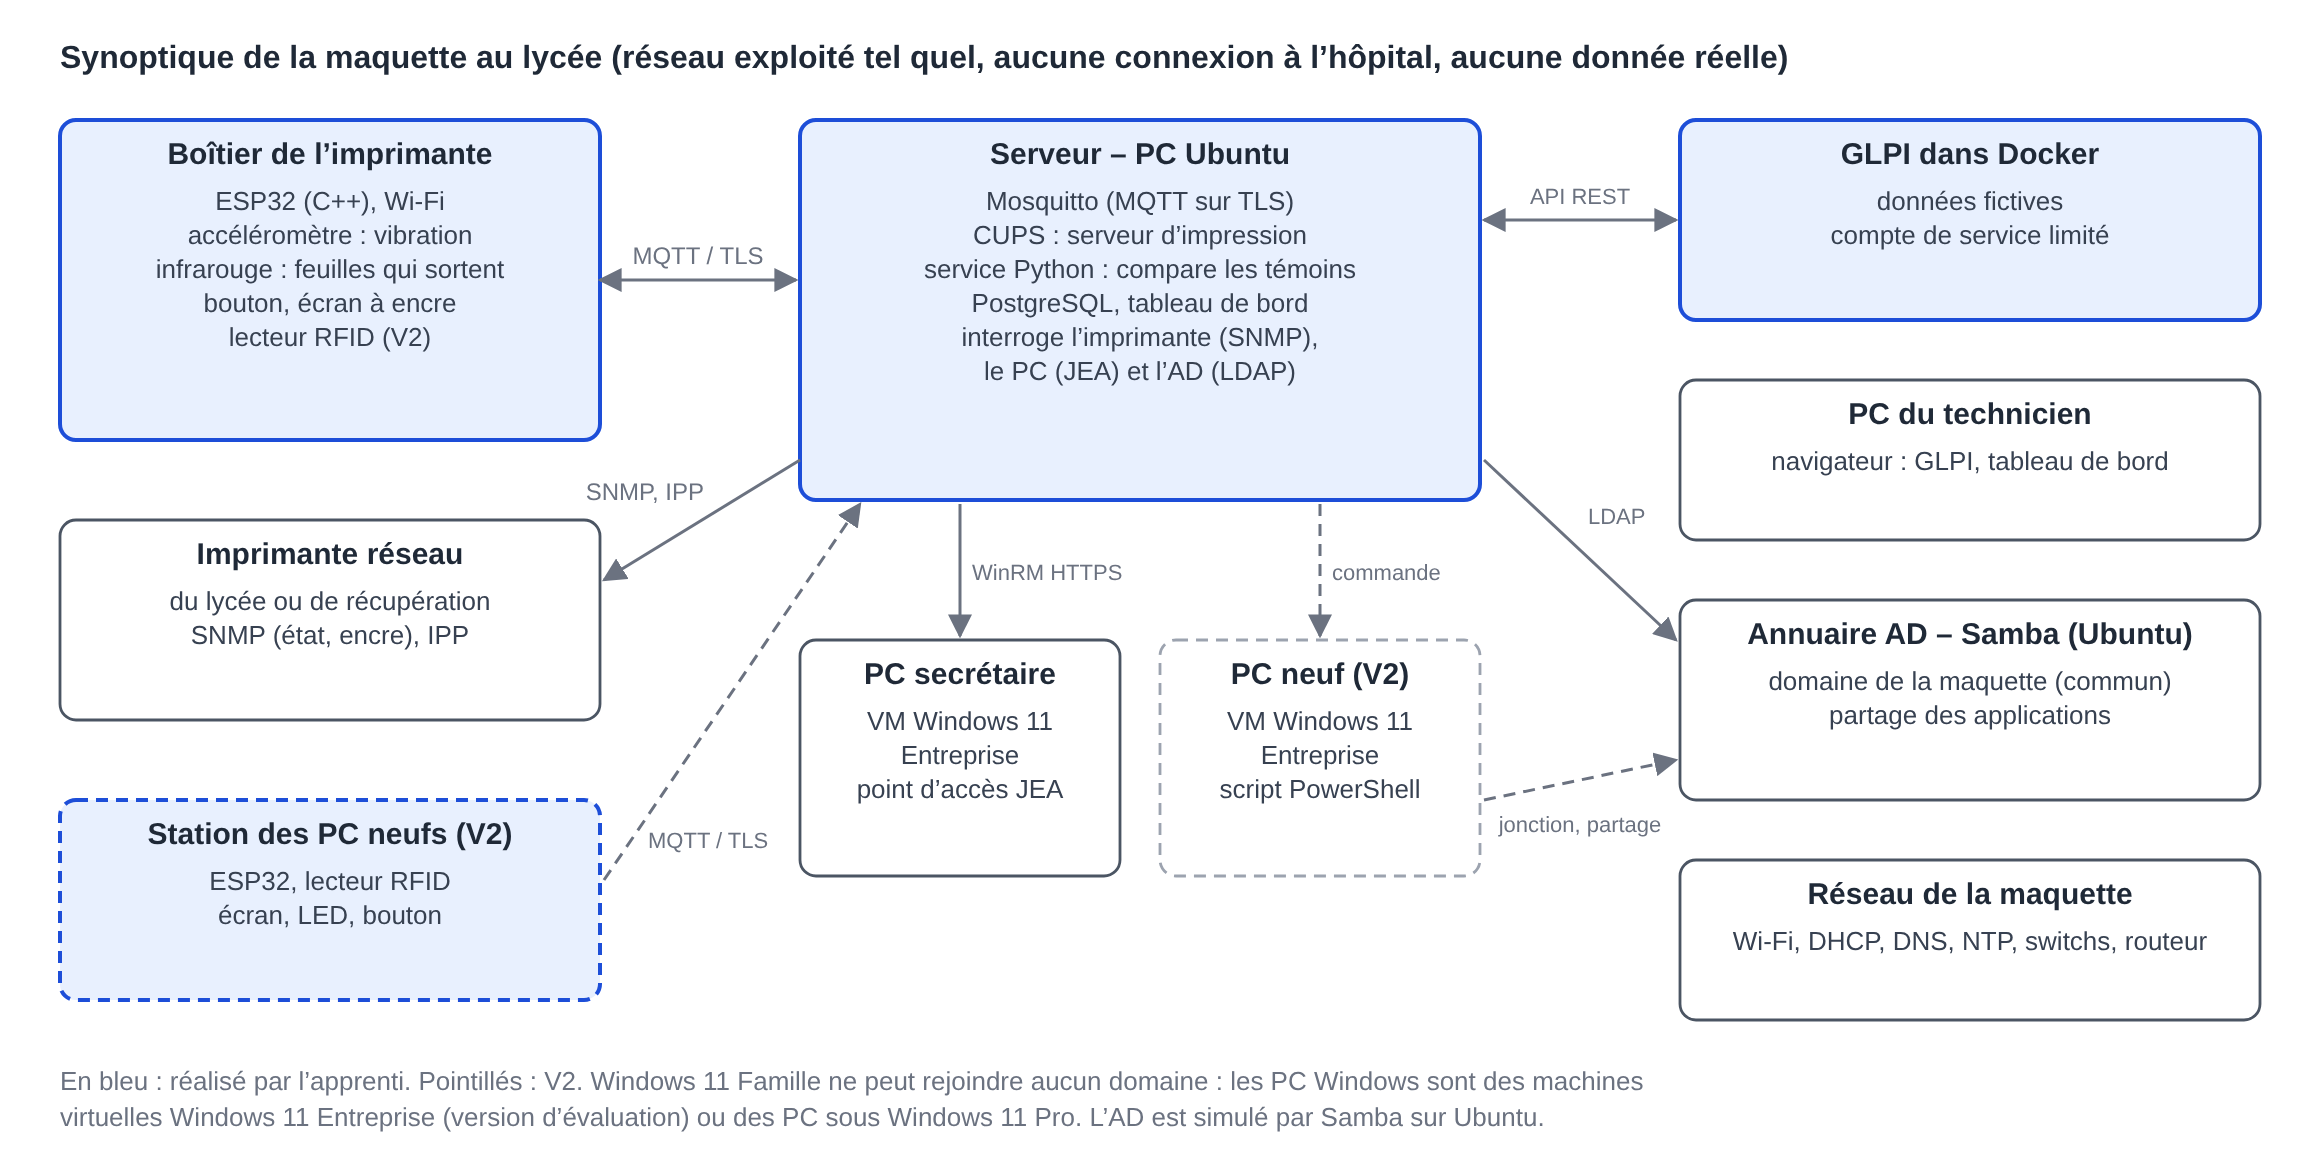 Synoptique de la maquette au lycée (réseau exploité tel quel, aucune connexion à l’hôpital, aucune donnée réelle)
Boîtier de l’imprimante
ESP32 (C++), Wi-Fi
accéléromètre : vibration
infrarouge : feuilles qui sortent
bouton, écran à encre
lecteur RFID (V2)
MQTT / TLS
Serveur – PC Ubuntu
Mosquitto (MQTT sur TLS)
CUPS : serveur d’impression
service Python : compare les témoins
PostgreSQL, tableau de bord
interroge l’imprimante (SNMP),
le PC (JEA) et l’AD (LDAP)
API REST
GLPI dans Docker
données fictives
compte de service limité
PC du technicien
navigateur : GLPI, tableau de bord
SNMP, IPP
LDAP
Imprimante réseau
du lycée ou de récupération
SNMP (état, encre), IPP
WinRM HTTPS
commande
PC secrétaire
VM Windows 11
Entreprise
point d’accès JEA
PC neuf (V2)
VM Windows 11
Entreprise
script PowerShell
Annuaire AD – Samba (Ubuntu)
domaine de la maquette (commun)
partage des applications
jonction, partage
Station des PC neufs (V2)
ESP32, lecteur RFID
écran, LED, bouton
MQTT / TLS
Réseau de la maquette
Wi-Fi, DHCP, DNS, NTP, switchs, routeur
En bleu : réalisé par l’apprenti. Pointillés : V2. Windows 11 Famille ne peut rejoindre aucun domaine : les PC Windows sont des machines
virtuelles Windows 11 Entreprise (version d’évaluation) ou des PC sous Windows 11 Pro. L’AD est simulé par Samba sur Ubuntu.